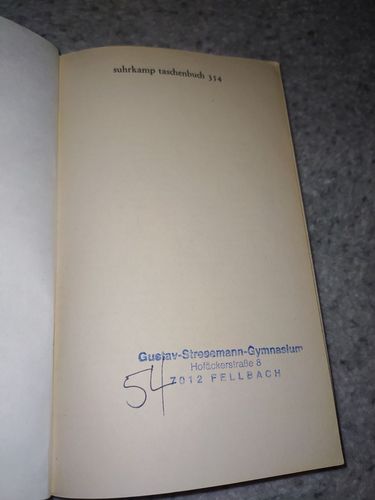 suhrkamp taschenbuch 354
Gustav-Stresemann-Gymnasium
Hofäckerstraße 8
7012 FELLBACH
54